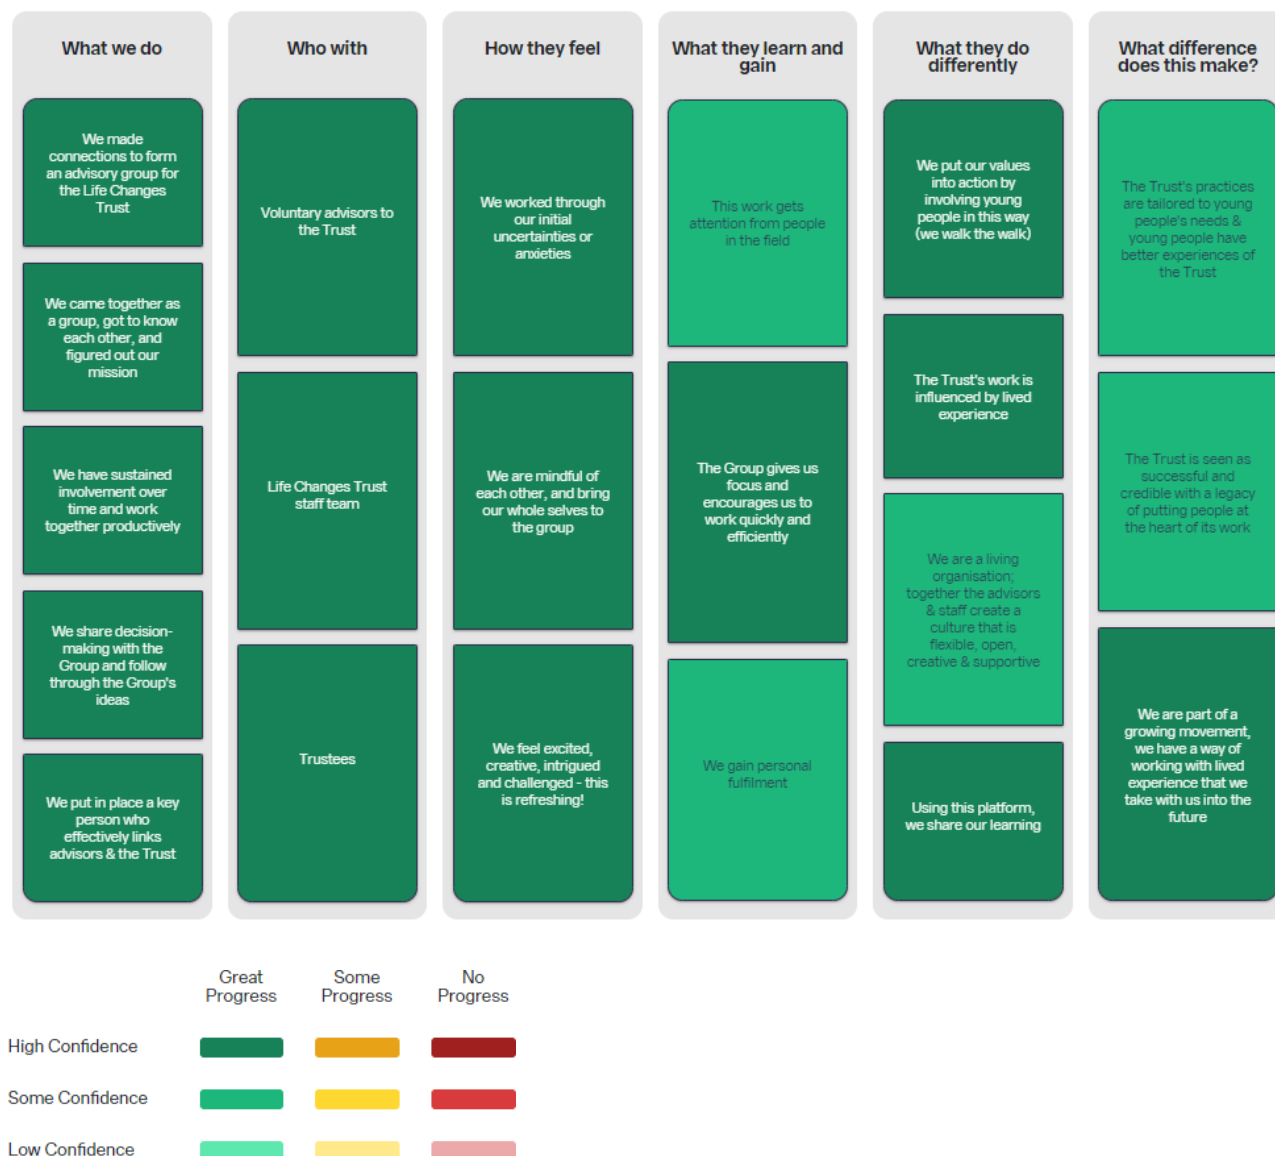 What we do
We made
connections to form
an advisory group for
the Life Changes
Trust
We came together as
a group, got to know
each other, and
figured out our
mission
We have sustained
involvement over
time and work
together productively
We share decision-
making with the
Group and follow
through the Group's
ideas
We put in place a key
person who
effectively links
advisors & the Trust
Who with
Voluntary advisors to
the Trust
Life Changes Trust
staff team
Trustees
How they feel
We worked through
our initial
uncertainties or
anxieties
We are mindful of
each other, and bring
our whole selves to
the group
We feel excited,
creative, intrigued
and challenged - this
is refreshing!
What they learn and
gain
This work gets
attention from people
in the field
The Group gives us
focus and
encourages us to
work quickly and
efficiently
We gain personal
fulfilment
What they do
differently
We put our values
into action by
involving young
people in this way
(we walk the walk)
The Trust's work is
influenced by lived
experience
We are a living
organisation;
together the advisors
& staff create a
culture that is
flexible, open,
creative & supportive
Using this platform,
we share our learning
What difference
does this make?
The Trust's practices
are tailored to young
people's needs &
young people have
better experiences of
the Trust
The Trust is seen as
successful and
credible with a legacy
of putting people at
the heart of its work
We are part of a
growing movement,
we have a way of
working with lived
experience that we
take with us into the
future
Great
Progress
Some
Progress
No
Progress
High Confidence
Some Confidence
Low Confidence